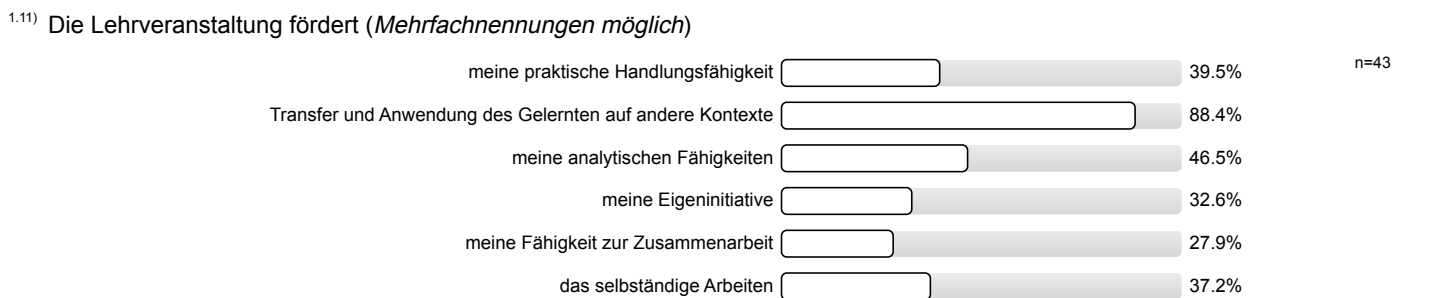 1.11) Die Lehrveranstaltung fördert (Mehrfachnennungen möglich)
meine praktische Handlungsfähigkeit 39.5% n=43
Transfer und Anwendung des Gelernten auf andere Kontexte 88.4%
meine analytischen Fähigkeiten 46.5%
meine Eigeninitiative 32.6%
meine Fähigkeit zur Zusammenarbeit 27.9%
das selbständige Arbeiten 37.2%